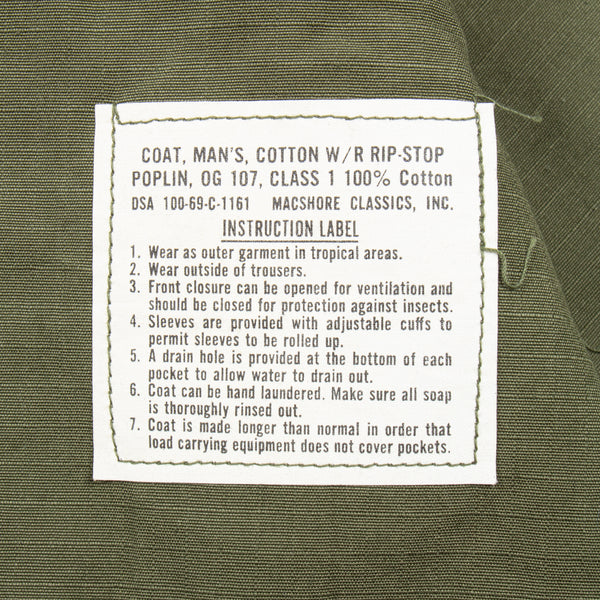 COAT, MAN'S, COTTON W/R RIP-STOP
POPLIN, OG 107, CLASS 1 100% Cotton
DSA 100-69-C-1161 MACSHORE CLASSICS, INC.
INSTRUCTION LABEL
1. Wear as outer garment in tropical areas.
2. Wear outside of trousers.
3. Front closure can be opened for ventilation and
should be closed for protection against insects.
4. Sleeves are provided with adjustable cuffs to
permit sleeves to be rolled up.
5. A drain hole is provided at the bottom of each
pocket to allow water to drain out.
6. Coat can be hand laundered. Make sure all soap
is thoroughly rinsed out.
7. Coat is made longer than normal in order that
load carrying equipment does not cover pockets.